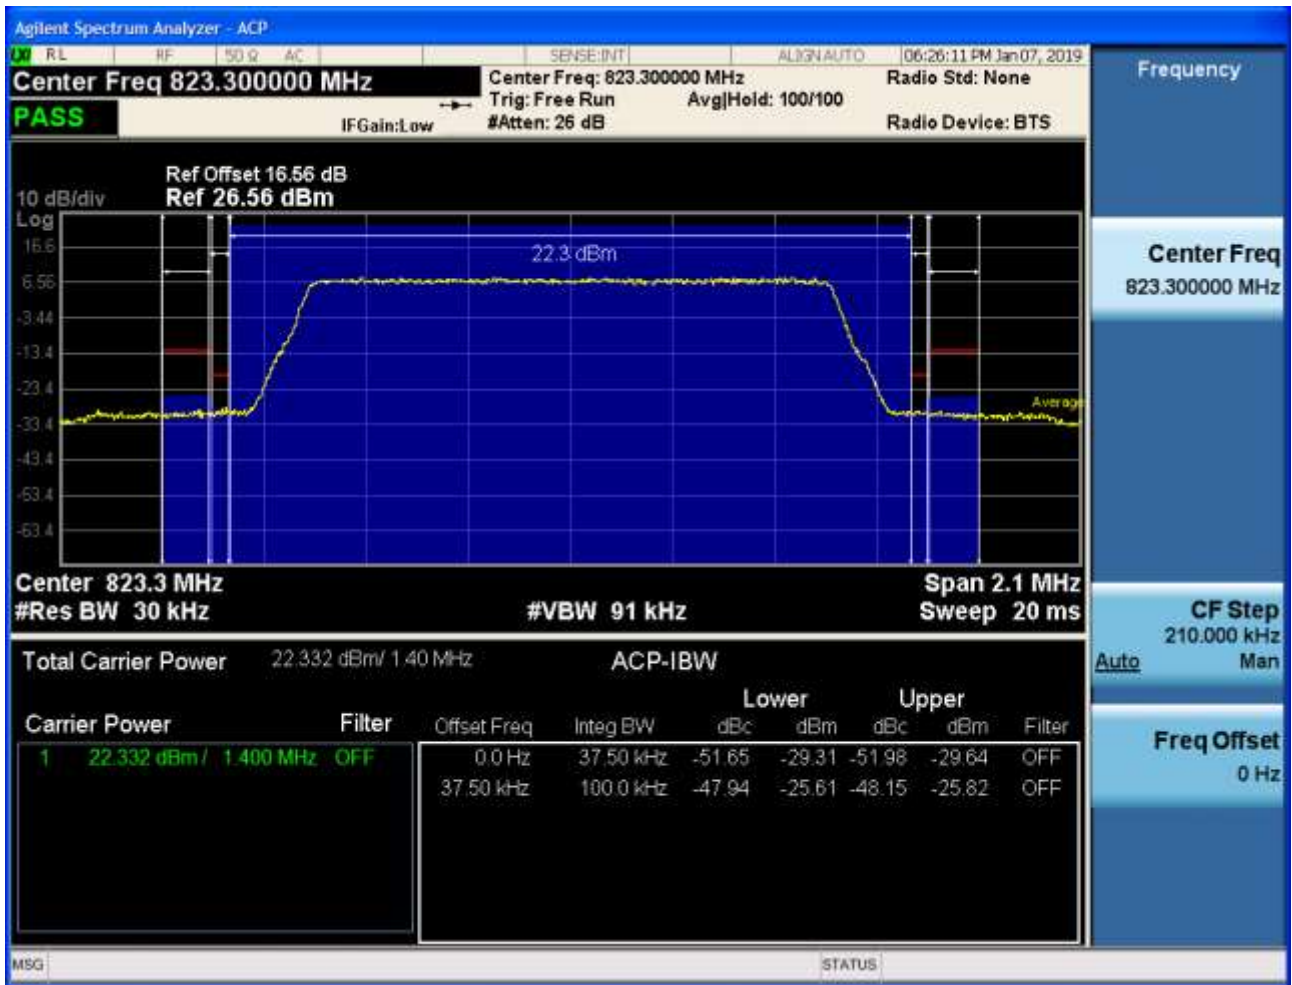 Agilent Spectrum Analyzer - ACP
LXI RL RF 50 Ω AC SENSE:INT ALIGN AUTO 06:26:11 PM Jan 07, 2019
Center Freq 823.300000 MHz Center Freq: 823.300000 MHz Radio Std: None
Trig: Free Run Avg|Hold: 100/100
PASS IFGain:Low #Atten: 26 dB Radio Device: BTS
Ref Offset 16.56 dB
10 dB/div Ref 26.56 dBm
Log
16.6
22.3 dBm
6.56
-3.44
-13.4
-23.4
Average
-33.4
-43.4
-53.4
-63.4
Center 823.3 MHz Span 2.1 MHz
#Res BW 30 kHz #VBW 91 kHz Sweep 20 ms
Total Carrier Power 22.332 dBm/ 1.40 MHz ACP-IBW
Lower Upper
Carrier Power Filter Offset Freq Integ BW dBc dBm dBc dBm Filter
1 22.332 dBm / 1.400 MHz OFF 0.0 Hz 37.50 kHz -51.65 -29.31 -51.98 -29.64 OFF
37.50 kHz 100.0 kHz -47.94 -25.61 -48.15 -25.82 OFF
MSG STATUS
Frequency
Center Freq
823.300000 MHz
CF Step
210.000 kHz
Auto Man
Freq Offset
0 Hz